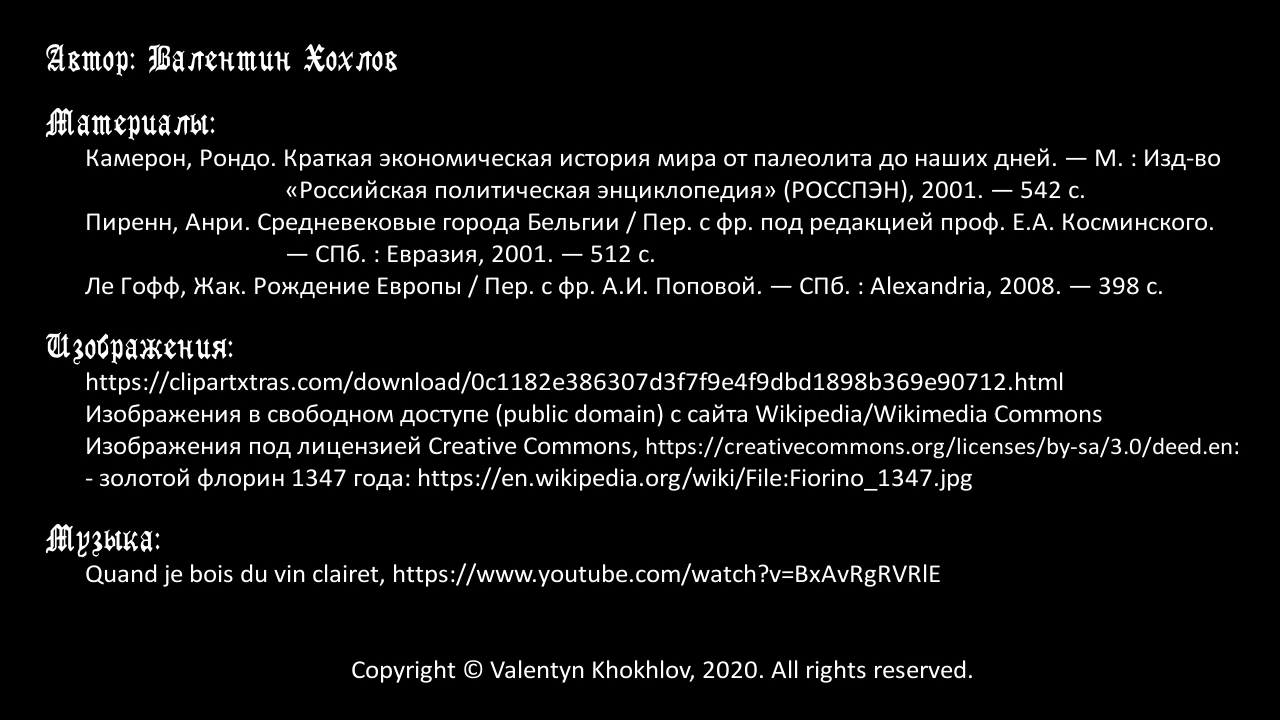 Автор: Валентин Хохлов
Материалы:
Камерон, Рондо. Краткая экономическая история мира от палеолита до наших дней. — М. : Изд-во
«Российская политическая энциклопедия» (РОССПЭН), 2001. — 542 с.
Пиренн, Анри. Средневековые города Бельгии / Пер. с фр. под редакцией проф. Е.А. Косминского.
— СПб. : Евразия, 2001. — 512 с.
Ле Гофф, Жак. Рождение Европы / Пер. с фр. А.И. Поповой. — СПб. : Alexandria, 2008. — 398 с.
Изображения:
https://clipartxtras.com/download/0c1182e386307d3f7f9e4f9dbd1898b369e90712.html
Изображения в свободном доступе (public domain) с сайта Wikipedia/Wikimedia Commons
Изображения под лицензией Creative Commons, https://creativecommons.org/licenses/by-sa/3.0/deed.en:
- золотой флорин 1347 года: https://en.wikipedia.org/wiki/File:Fiorino_1347.jpg
Музыка:
Quand je bois du vin clairet, https://www.youtube.com/watch?v=BxAvRgRVRlE
Copyright © Valentyn Khokhlov, 2020. All rights reserved.